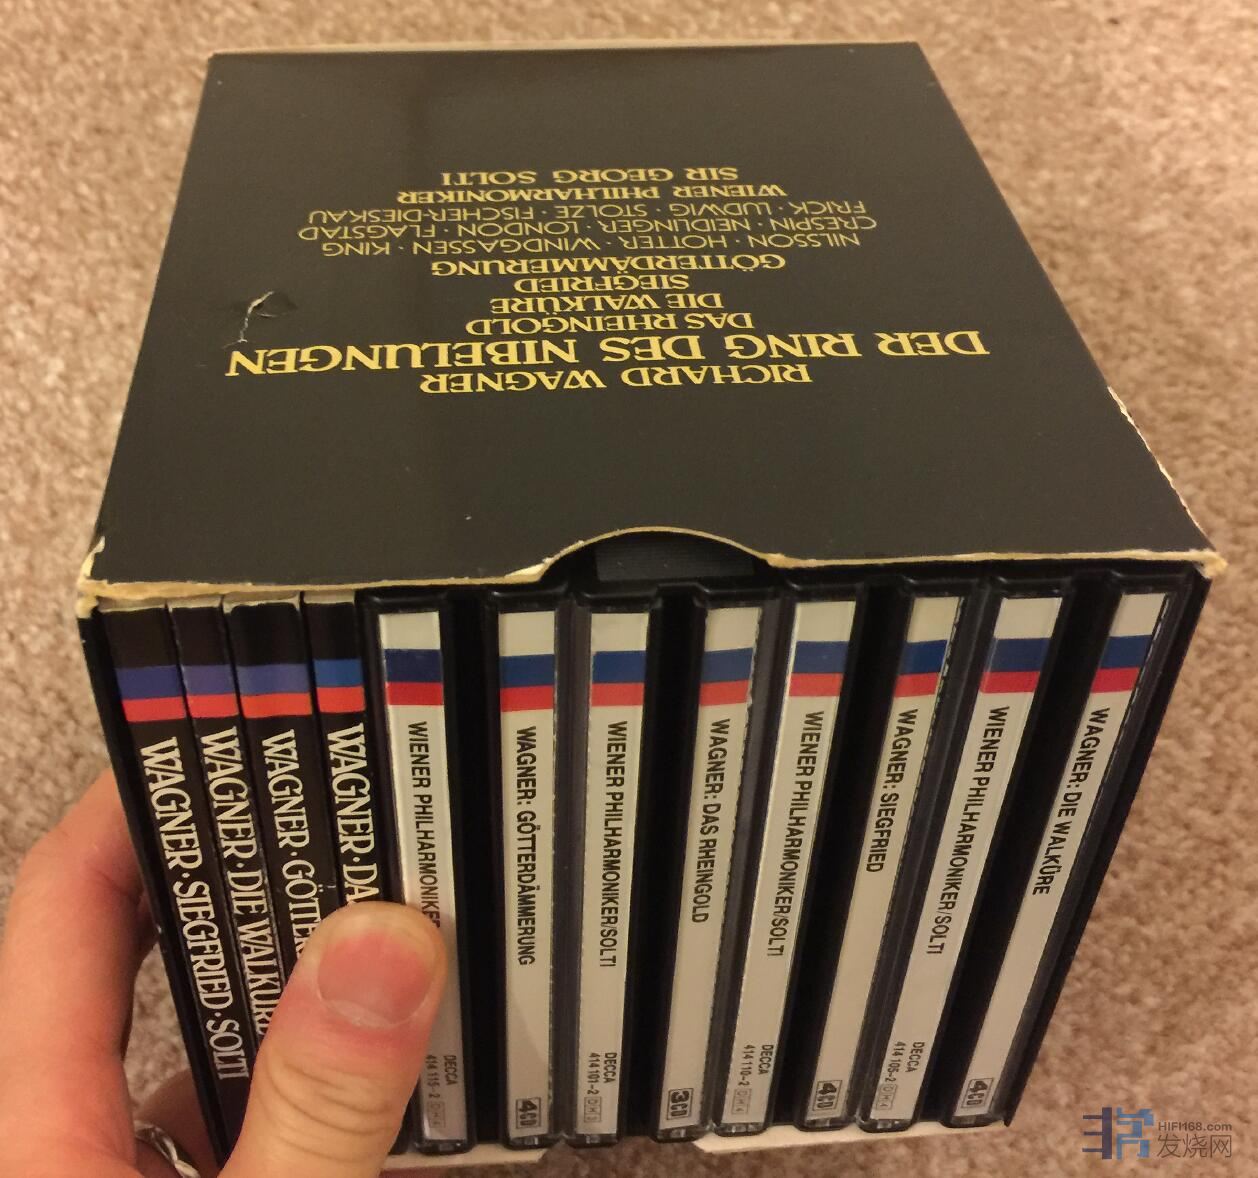 RICHARD WAGNER
DER RING DES NIBELUNGEN
DAS RHEINGOLD
DIE WALKÜRE
SIEGFRIED
GÖTTERDÄMMERUNG
NILSSON · HOTTER · WINDGASSEN · KING
CRESPIN · NEIDLINGER · LONDON · FLAGSTAD
FRICK · LUDWIG · STOLZE · FISCHER-DIESKAU
WIENER PHILHARMONIKER
SIR GEORG SOLTI
WAGNER · SIEGFRIED · SOLTI
WAGNER · DIE WALKÜRE
WAGNER · GÖTTER
WAGNER · DA
WIENER PHILHARMONIKER
DECCA
414 115-2
WAGNER: GÖTTERDÄMMERUNG
4CD
WIENER PHILHARMONIKER/SOLTI
DECCA
414 101-2 DH3
WAGNER: DAS RHEINGOLD
3CD
WIENER PHILHARMONIKER/SOLTI
DECCA
414 110-2 DH4
WAGNER: SIEGFRIED
4CD
WIENER PHILHARMONIKER/SOLTI
DECCA
414 105-2 DH4
WAGNER: DIE WALKÜRE
4CD
HIFI168.com
发烧网